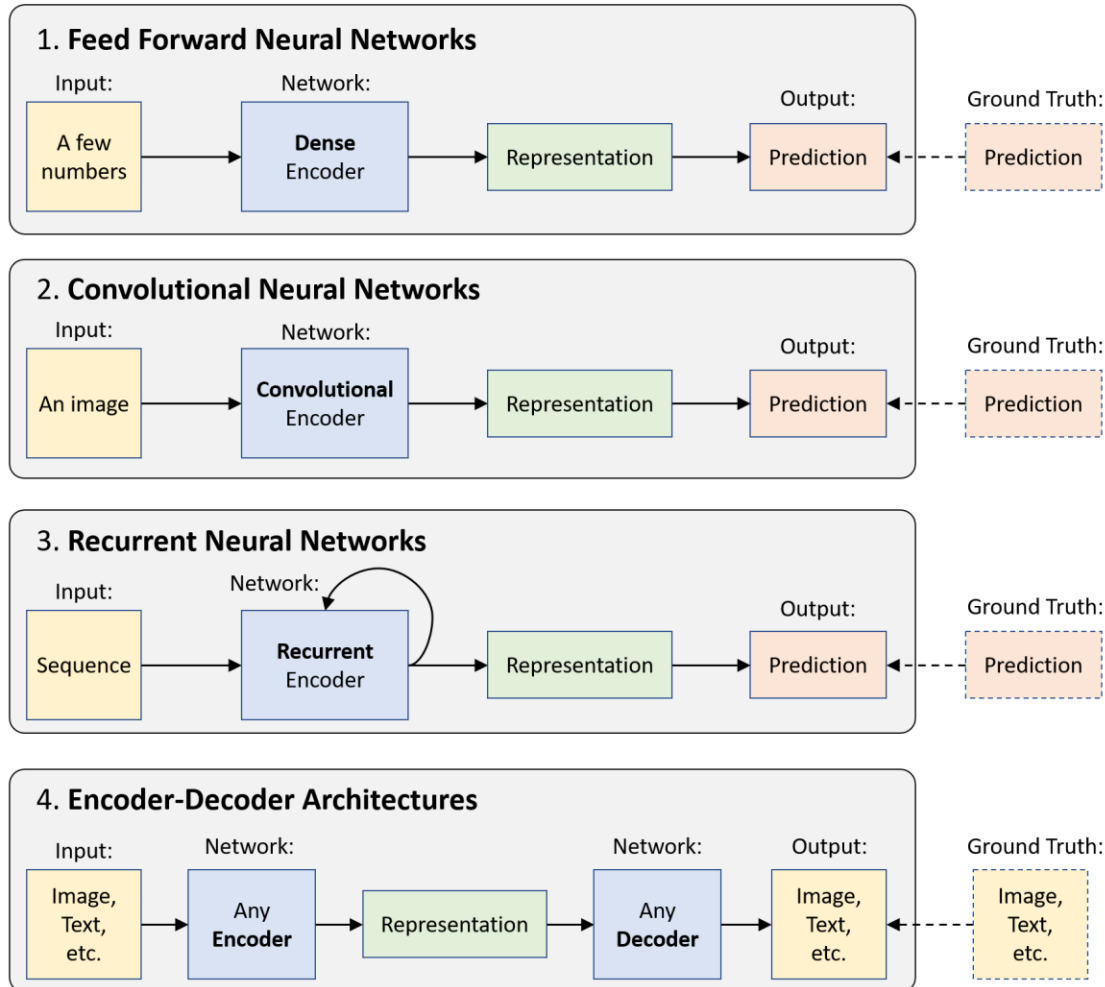 1. Feed Forward Neural Networks
Input:
Network:
Output:
Ground Truth:
A few
numbers
Dense
Encoder
Representation
Prediction
Prediction
2. Convolutional Neural Networks
Input:
Network:
Output:
Ground Truth:
An image
Convolutional
Encoder
Representation
Prediction
Prediction
3. Recurrent Neural Networks
Input:
Network:
Output:
Ground Truth:
Sequence
Recurrent
Encoder
Representation
Prediction
Prediction
4. Encoder-Decoder Architectures
Input:
Network:
Network:
Output:
Ground Truth:
Image,
Text,
etc.
Any
Encoder
Representation
Any
Decoder
Image,
Text,
etc.
Image,
Text,
etc.